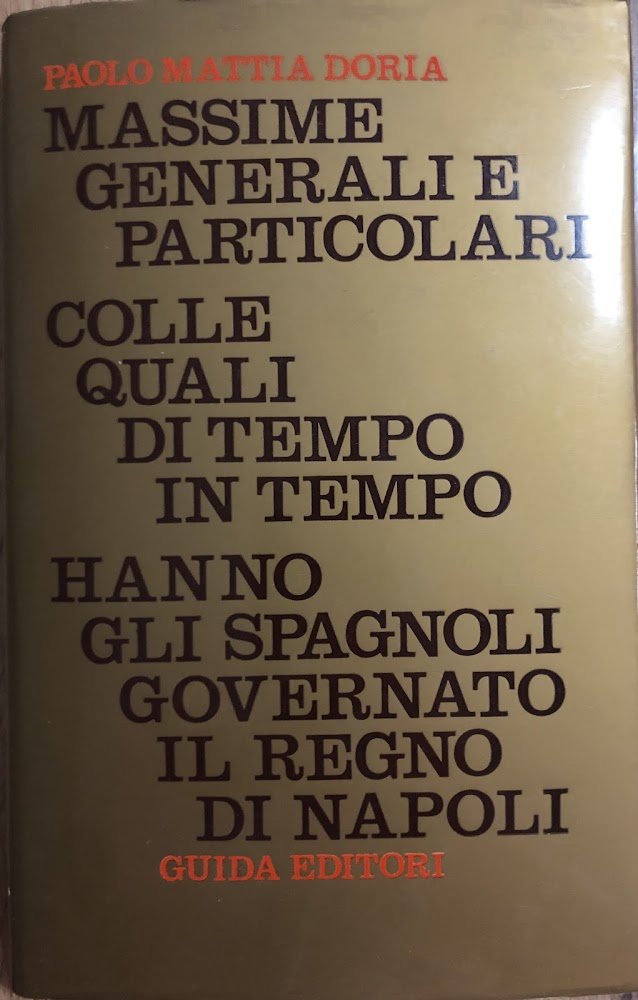 PAOLO MATTIA DORIA
MASSIME
GENERALI E
PARTICOLARI
COLLE
QUALI
DI TEMPO
IN TEMPO
HANNO
GLI SPAGNOLI
GOVERNATO
IL REGNO
DI NAPOLI
GUIDA EDITORI